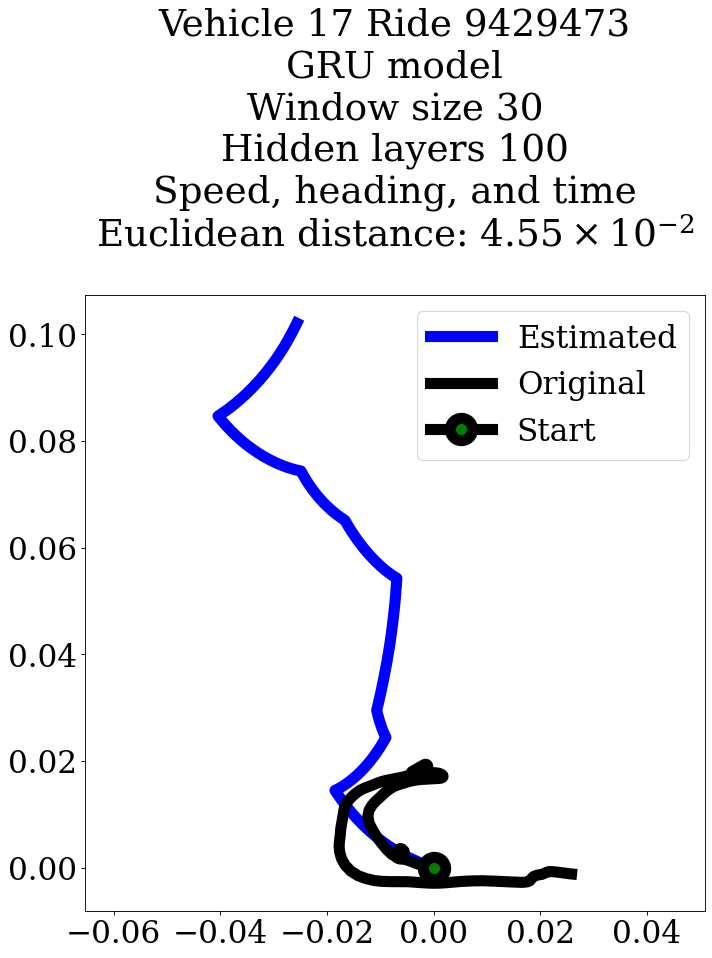 Vehicle 17 Ride 9429473
GRU model
Window size 30
Hidden layers 100
Speed, heading, and time
Euclidean distance: 4.55 × 10⁻²
Estimated
Original
Start
0.10
0.08
0.06
0.04
0.02
0.00
−0.06 −0.04 −0.02 0.00 0.02 0.04